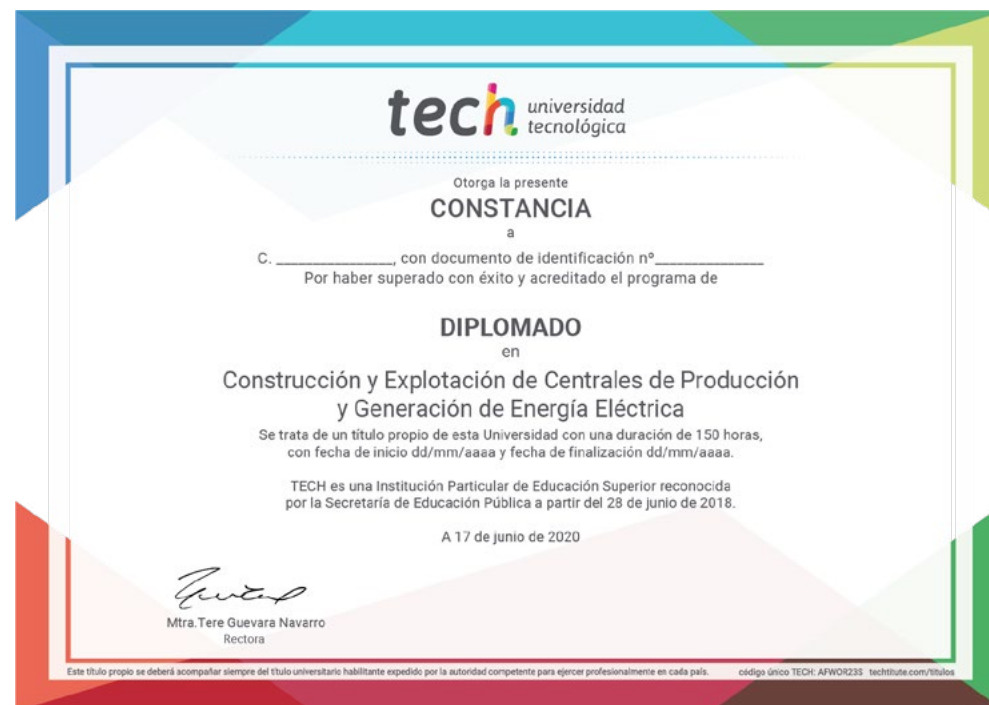 tech universidad
tecnológica
Otorga la presente
CONSTANCIA
a
C. ________________, con documento de identificación nº_______________
Por haber superado con éxito y acreditado el programa de
DIPLOMADO
en
Construcción y Explotación de Centrales de Producción
y Generación de Energía Eléctrica
Se trata de un título propio de esta Universidad con una duración de 150 horas,
con fecha de inicio dd/mm/aaaa y fecha de finalización dd/mm/aaaa.
TECH es una Institución Particular de Educación Superior reconocida
por la Secretaría de Educación Pública a partir del 28 de junio de 2018.
A 17 de junio de 2020
Mtra.Tere Guevara Navarro
Rectora
Este título propio se deberá acompañar siempre del título universitario habilitante expedido por la autoridad competente para ejercer profesionalmente en cada país. código único TECH: AFWOR23S techtitute.com/titulos